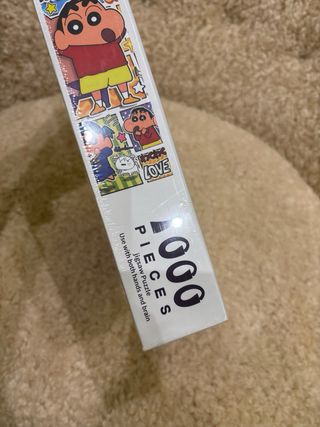 LOVE
1000
PIECES
Jigsaw Puzzle
Use with both hands and brain